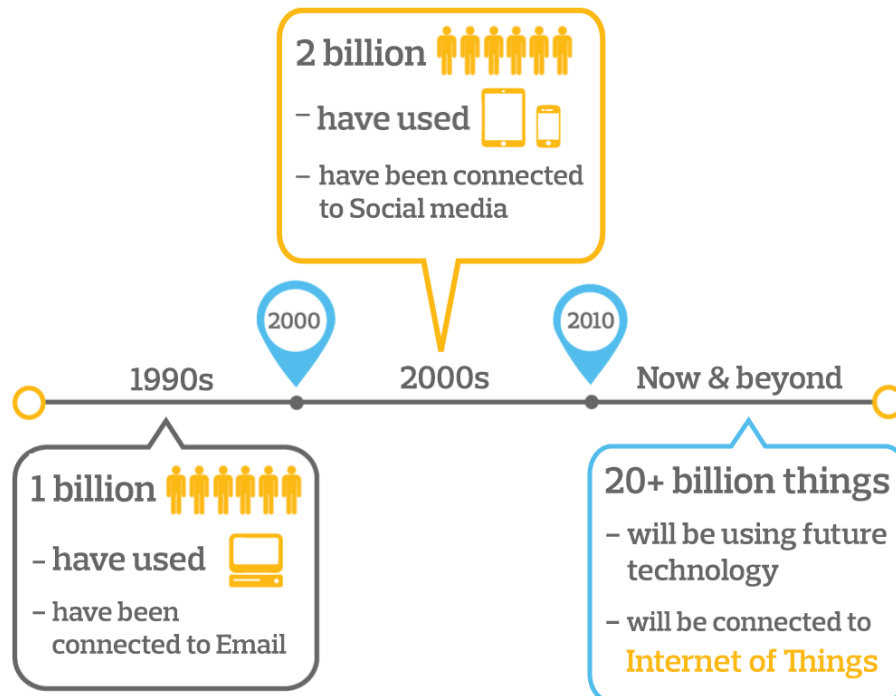 2 billion
– have used
– have been connected
to Social media
2000
2010
1990s
2000s
Now & beyond
1 billion
– have used
– have been
connected to Email
20+ billion things
– will be using future
technology
– will be connected to
Internet of Things